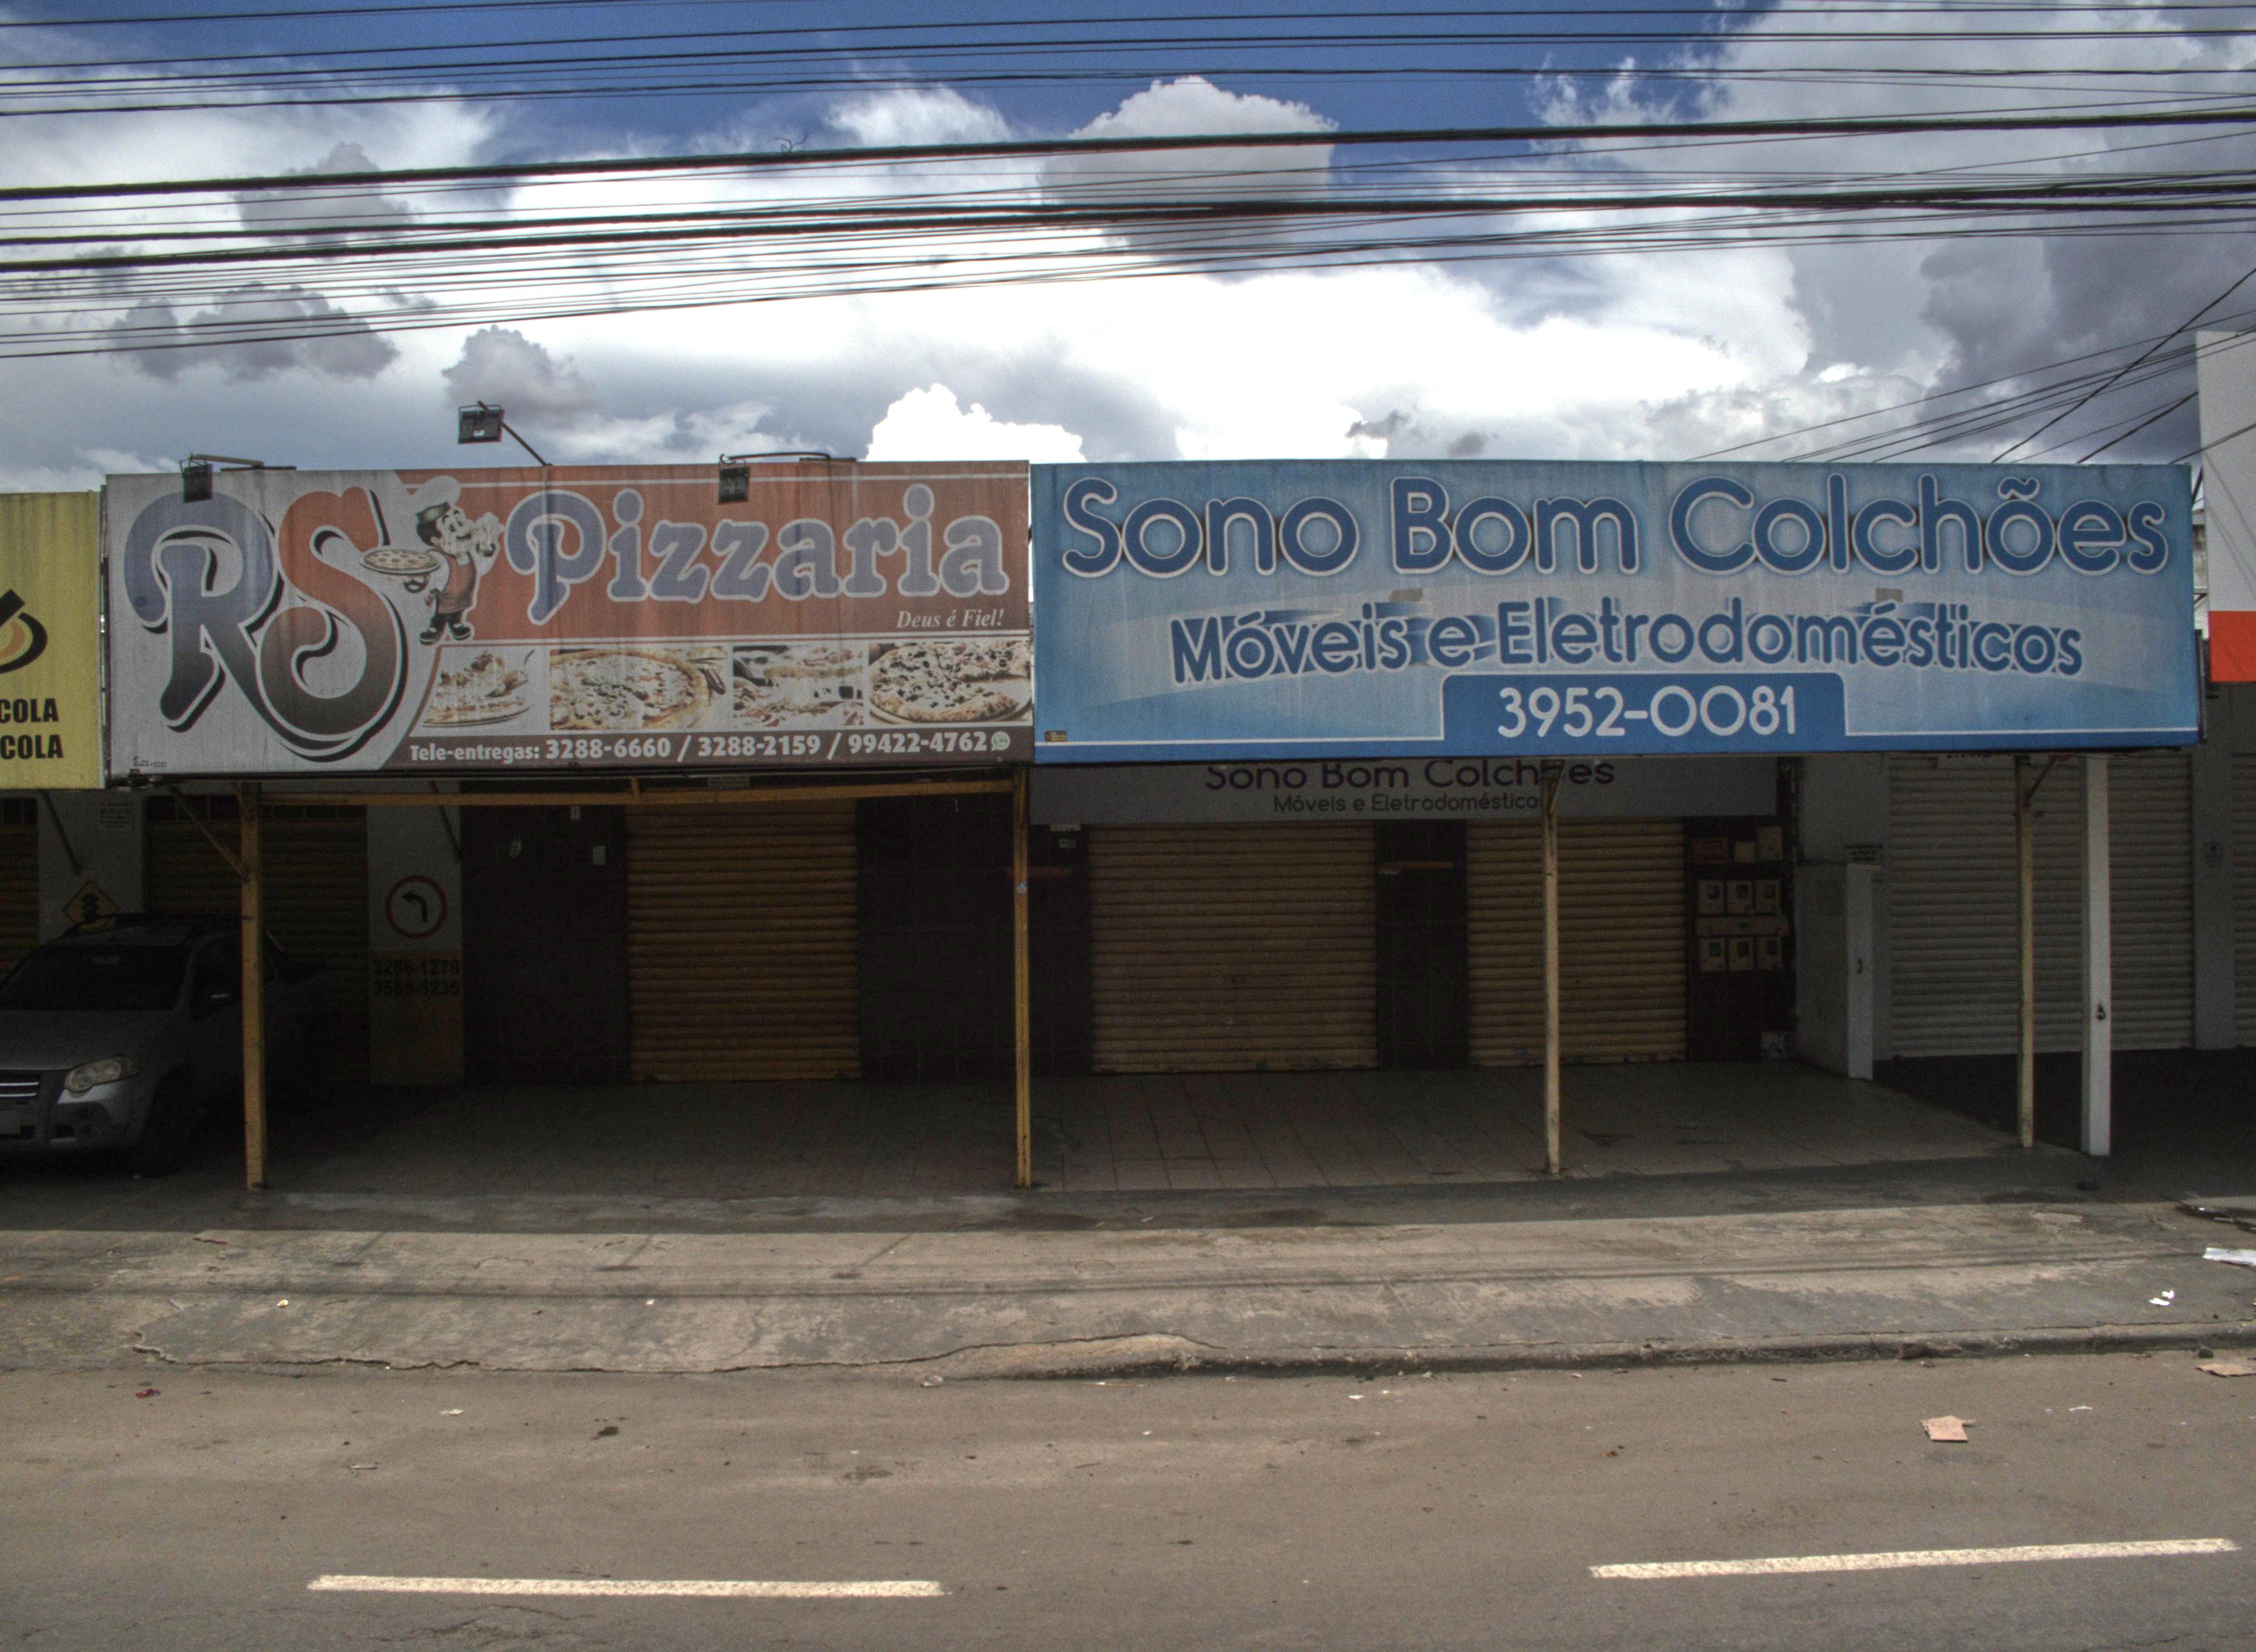 COLA
COLA
RS Pizzaria
Deus é Fiel!
Tele-entregas: 3288-6660 / 3288-2159 / 99422-4762
Sono Bom Colchões
Móveis e Eletrodomésticos
3952-0081
Sono Bom Colchões
Móveis e Eletrodomésticos
3286-1278